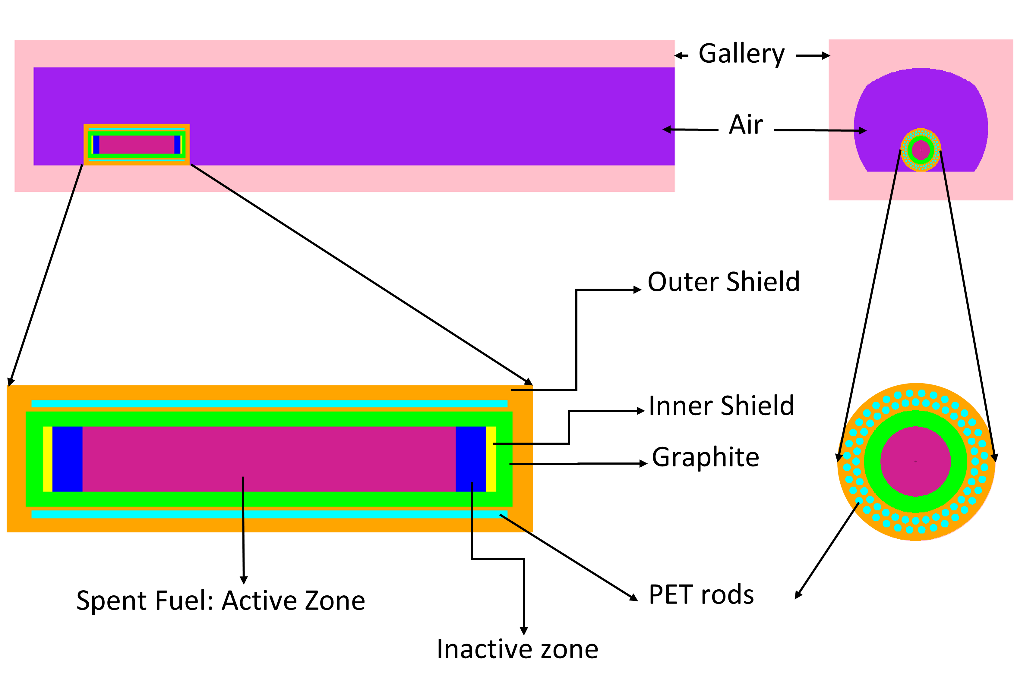 Gallery
Air
Outer Shield
Inner Shield
Graphite
PET rods
Spent Fuel: Active Zone
Inactive zone